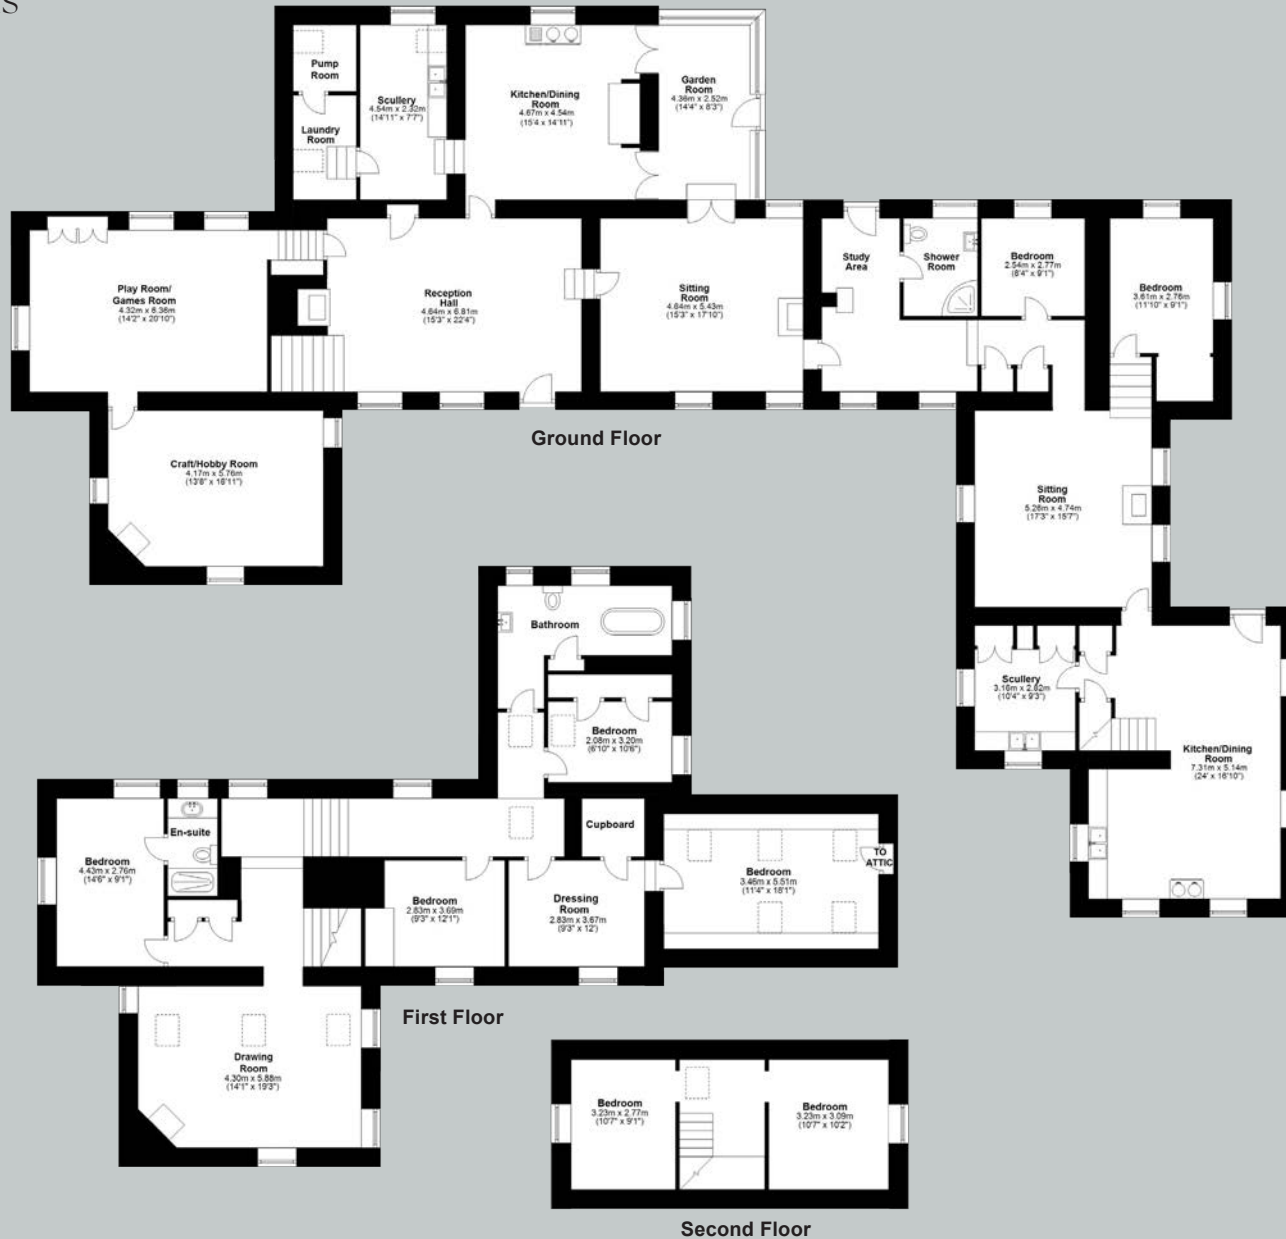 S
Pump
Room
Scullery
4.54m x 2.32m
(14'11" x 7'7")
Laundry
Room
Kitchen/Dining
Room
4.67m x 4.54m
(15'4 x 14'11")
Garden
Room
4.36m x 2.52m
(14'4" x 8'3")
Play Room/
Games Room
4.32m x 6.36m
(14'2" x 20'10")
Reception
Hall
4.64m x 6.81m
(15'3" x 22'4")
Sitting
Room
4.64m x 5.43m
(15'3" x 17'10")
Study
Area
Shower
Room
Bedroom
2.54m x 2.77m
(8'4" x 9'1")
Bedroom
3.61m x 2.76m
(11'10" x 9'1")
Craft/Hobby Room
4.17m x 5.76m
(13'8" x 18'11")
Ground Floor
Sitting
Room
5.26m x 4.74m
(17'3" x 15'7")
Scullery
3.16m x 2.82m
(10'4" x 9'3")
Kitchen/Dining
Room
7.31m x 5.14m
(24' x 16'10")
Bathroom
Bedroom
2.08m x 3.20m
(6'10" x 10'6")
En-suite
Bedroom
4.43m x 2.76m
(14'6" x 9'1")
Cupboard
Bedroom
2.83m x 3.69m
(9'3" x 12'1")
Dressing
Room
2.83m x 3.67m
(9'3" x 12')
Bedroom
3.46m x 5.51m
(11'4" x 18'1")
TO
ATTIC
First Floor
Drawing
Room
4.30m x 5.88m
(14'1" x 19'3")
Bedroom
3.23m x 2.77m
(10'7" x 9'1")
Bedroom
3.23m x 3.09m
(10'7" x 10'2")
Second Floor